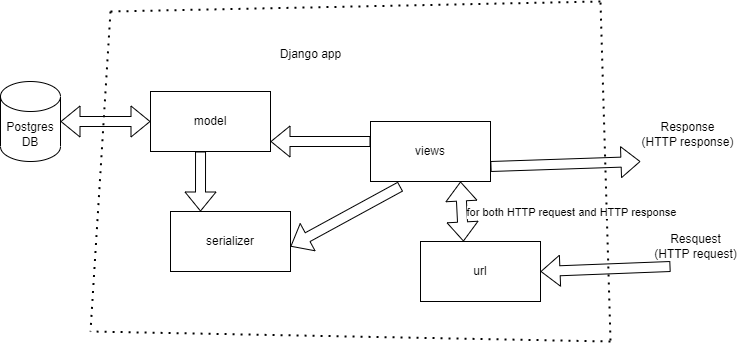 Django app
Postgres
DB
model
views
Response
(HTTP response)
for both HTTP request and HTTP response
serializer
Resquest
(HTTP request)
url